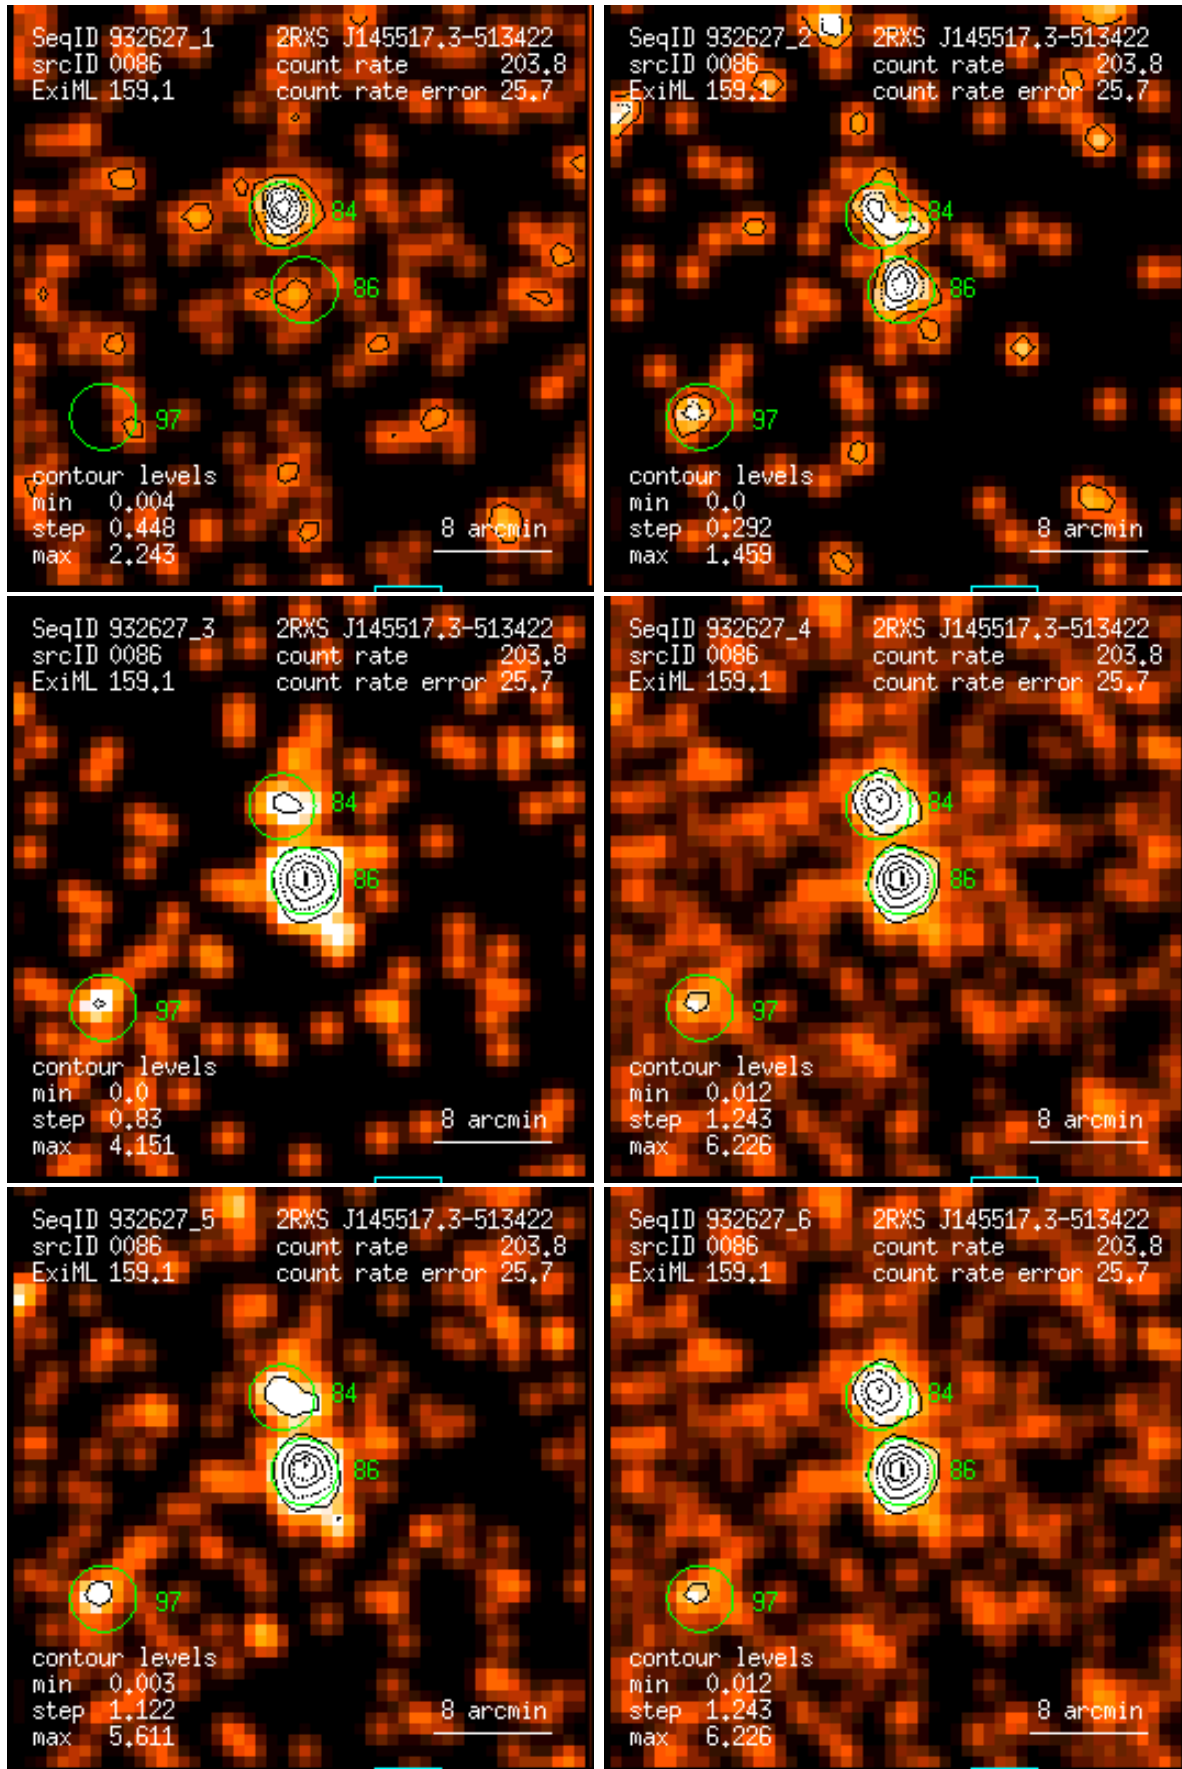 SeqID 932627_1 2RXS J145517.3-513422
srcID 0086 count rate 203.8
ExiML 159.1 count rate error 25.7
84
86
97
contour levels
min 0.004
step 0.448 8 arcmin
max 2.243
SeqID 932627_2 2RXS J145517.3-513422
srcID 0086 count rate 203.8
ExiML 159.1 count rate error 25.7
84
86
97
contour levels
min 0.0
step 0.292 8 arcmin
max 1.459
SeqID 932627_3 2RXS J145517.3-513422
srcID 0086 count rate 203.8
ExiML 159.1 count rate error 25.7
84
86
97
contour levels
min 0.0
step 0.83 8 arcmin
max 4.151
SeqID 932627_4 2RXS J145517.3-513422
srcID 0086 count rate 203.8
ExiML 159.1 count rate error 25.7
84
86
97
contour levels
min 0.012
step 1.243 8 arcmin
max 6.226
SeqID 932627_5 2RXS J145517.3-513422
srcID 0086 count rate 203.8
ExiML 159.1 count rate error 25.7
84
86
97
contour levels
min 0.003
step 1.122 8 arcmin
max 5.611
SeqID 932627_6 2RXS J145517.3-513422
srcID 0086 count rate 203.8
ExiML 159.1 count rate error 25.7
84
86
97
contour levels
min 0.012
step 1.243 8 arcmin
max 6.226